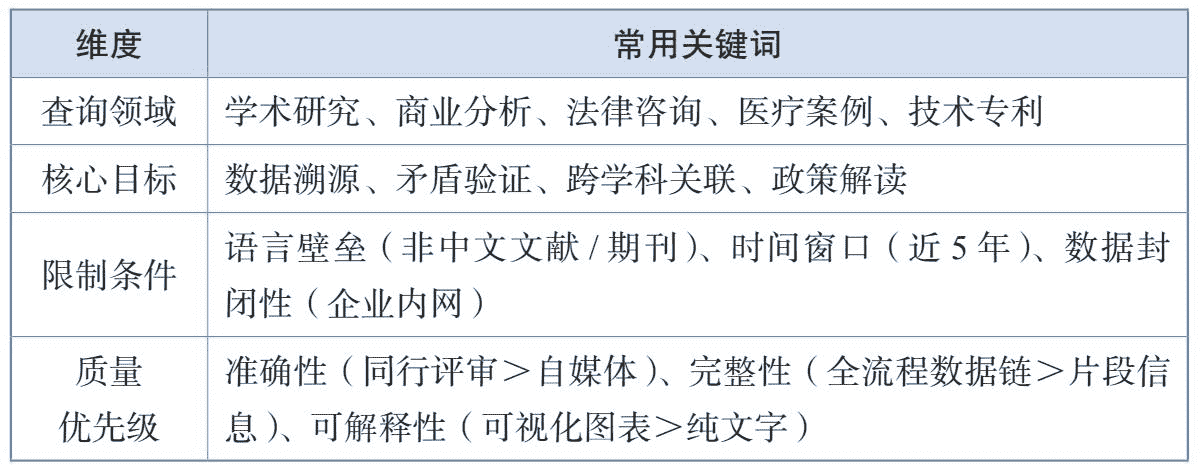 维度
常用关键词
查询领域
学术研究、商业分析、法律咨询、医疗案例、技术专利
核心目标
数据溯源、矛盾验证、跨学科关联、政策解读
限制条件
语言壁垒（非中文文献/期刊）、时间窗口（近5年）、数据封
闭性（企业内网）
质量
优先级
准确性（同行评审＞自媒体）、完整性（全流程数据链＞片段信
息）、可解释性（可视化图表＞纯文字）